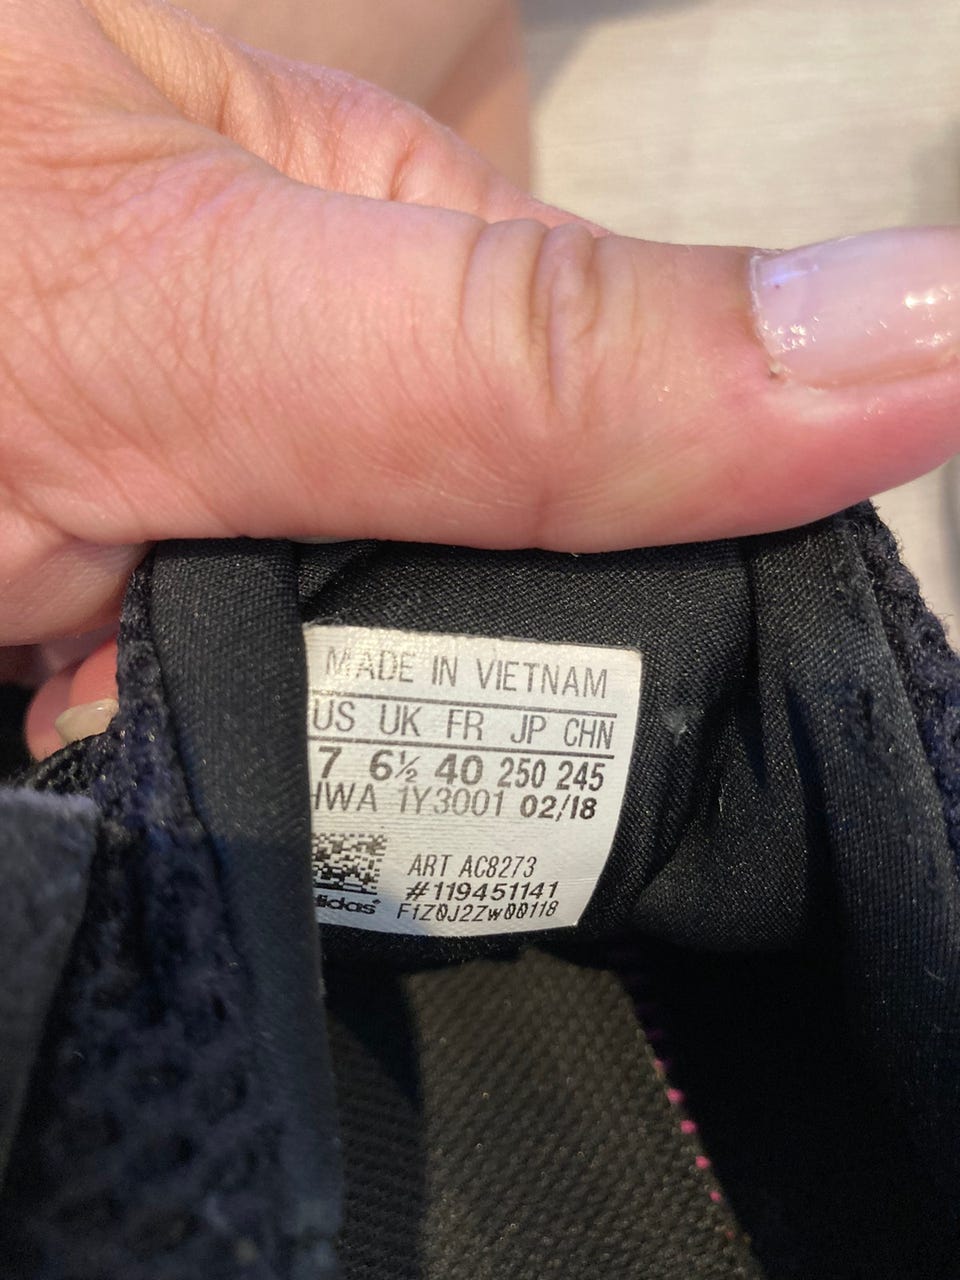 MADE IN VIETNAM
US UK FR JP CHN
7 6½ 40 250 245
HWA 1Y3001 02/18
ART AC8273
#119451141
adidas F1Z0J2Zw00118